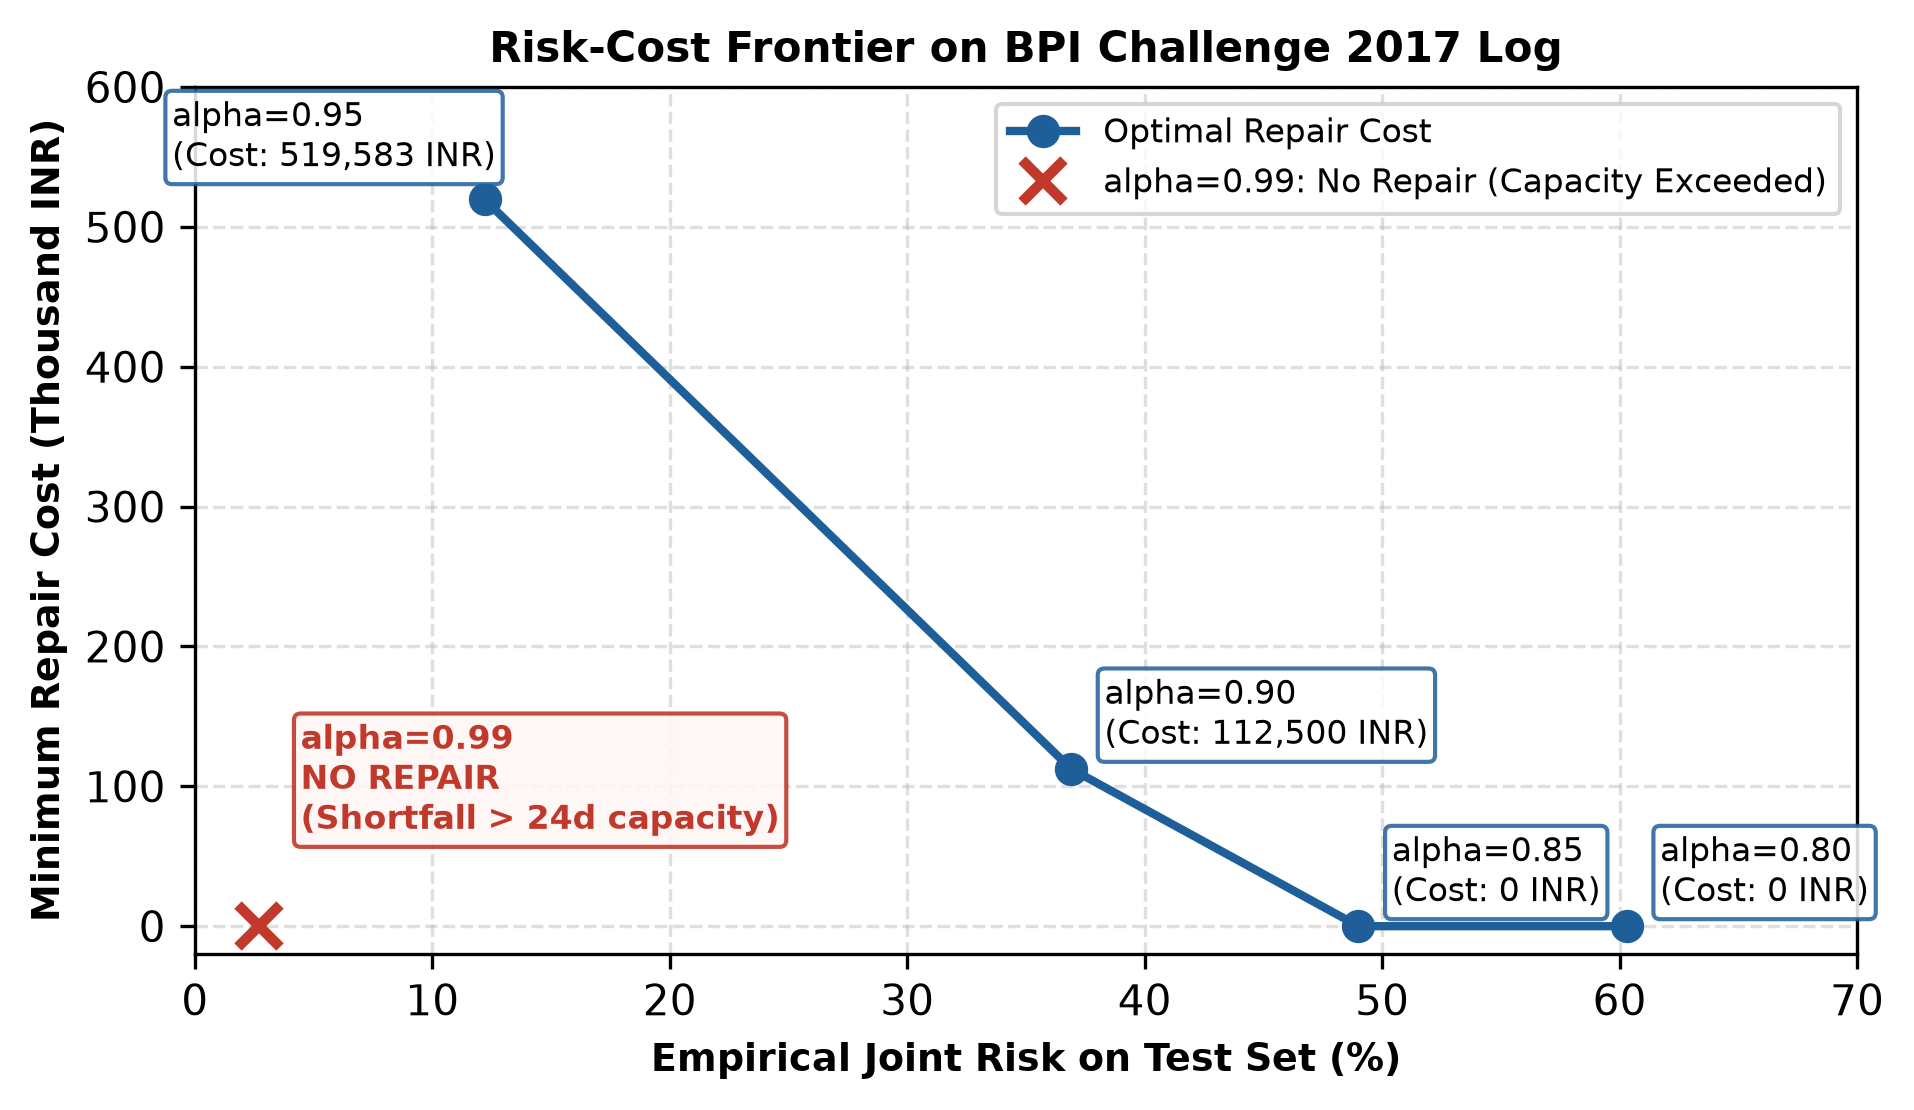 Risk-Cost Frontier on BPI Challenge 2017 Log
Minimum Repair Cost (Thousand INR)
600
500
400
300
200
100
0
alpha=0.95
(Cost: 519,583 INR)
Optimal Repair Cost
alpha=0.99: No Repair (Capacity Exceeded)
alpha=0.90
(Cost: 112,500 INR)
alpha=0.99
NO REPAIR
(Shortfall > 24d capacity)
alpha=0.85
(Cost: 0 INR)
alpha=0.80
(Cost: 0 INR)
0 10 20 30 40 50 60 70
Empirical Joint Risk on Test Set (%)